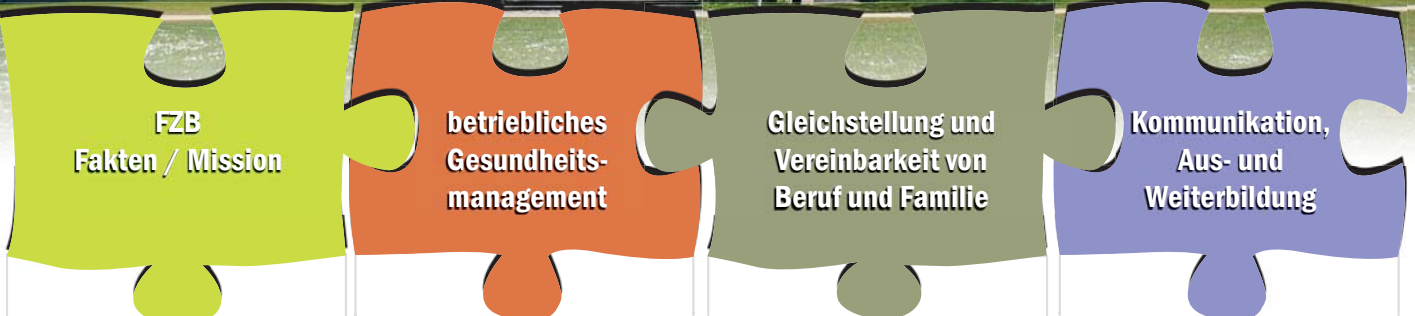 FZB
Fakten / Mission
betriebliches
Gesundheits-
management
Gleichstellung und
Vereinbarkeit von
Beruf und Familie
Kommunikation,
Aus- und
Weiterbildung